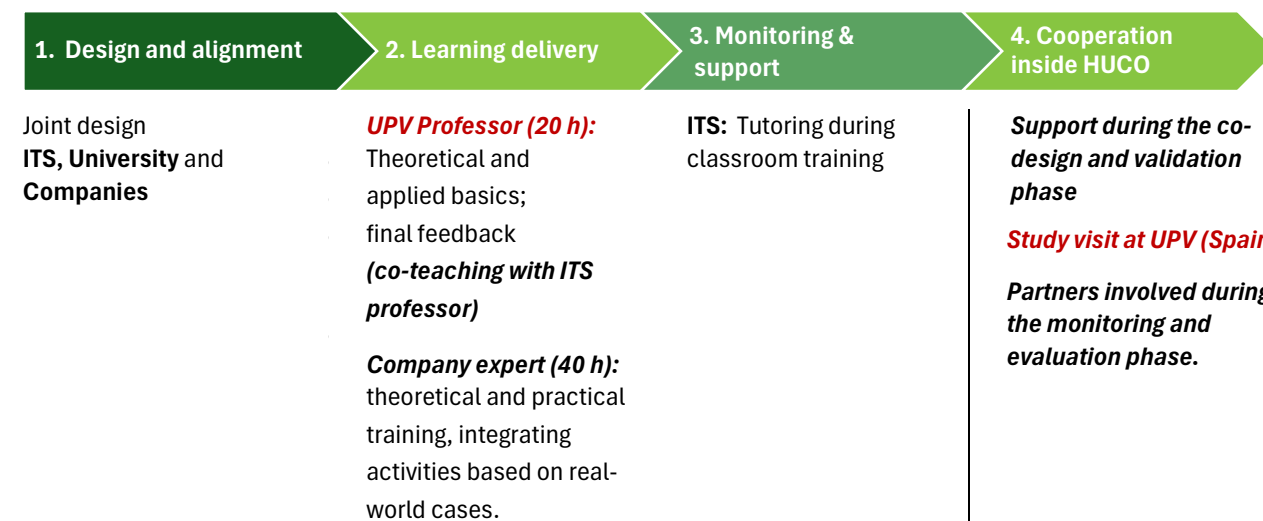 1. Design and alignment
2. Learning delivery
3. Monitoring &
support
4. Cooperation
inside HUCO
Joint design
ITS, University and
Companies
UPV Professor (20 h):
Theoretical and
applied basics;
final feedback
(co-teaching with ITS
professor)
Company expert (40 h):
theoretical and practical
training, integrating
activities based on real-
world cases.
ITS: Tutoring during
classroom training
Support during the co-
design and validation
phase
Study visit at UPV (Spain
Partners involved during
the monitoring and
evaluation phase.